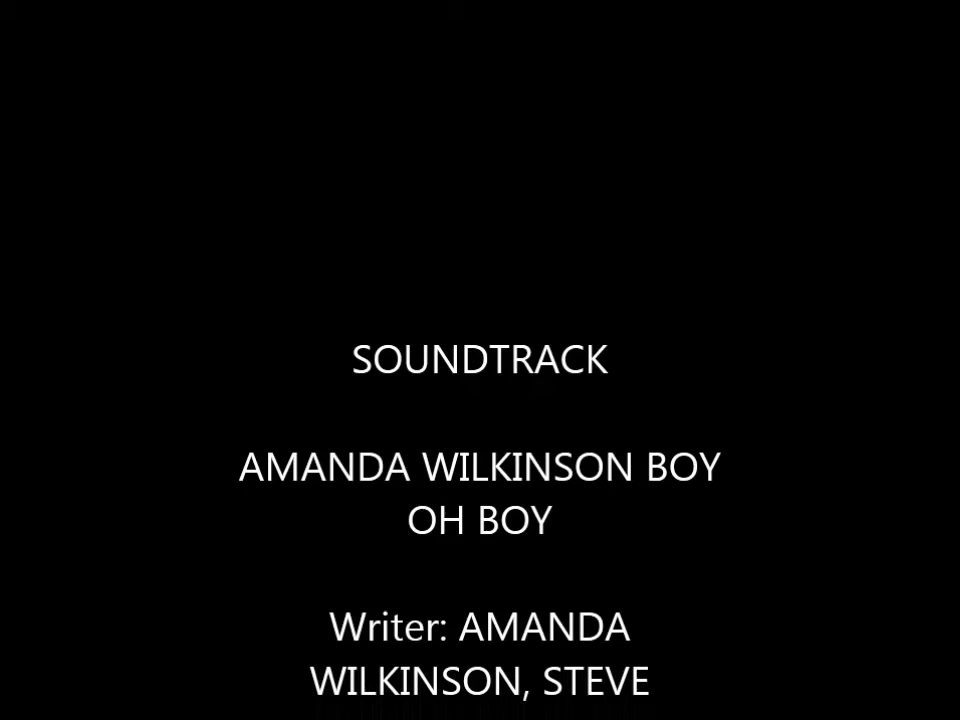 SOUNDTRACK
AMANDA WILKINSON BOY
OH BOY
Writer: AMANDA
WILKINSON, STEVE